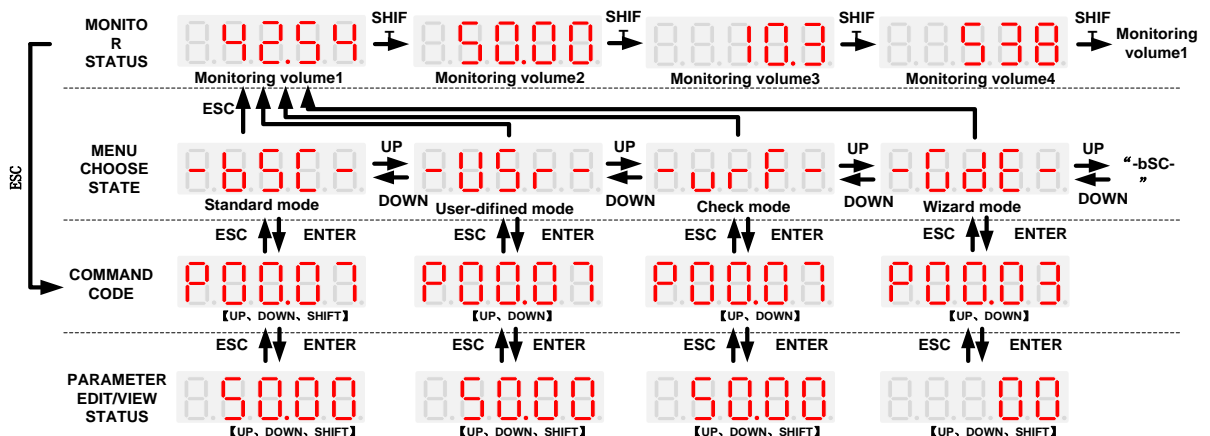 MONITO
R
STATUS
42.54
SHIF
50.00
SHIF
10.3
SHIF
538
SHIF
Monitoring
volume1
Monitoring volume1
Monitoring volume2
Monitoring volume3
Monitoring volume4
ESC
ESC
MENU
CHOOSE
STATE
-bSC-
UP
DOWN
-USr-
UP
DOWN
-vrF-
UP
DOWN
-GdE-
UP
DOWN
“-bSC-
”
Standard mode
User-difined mode
Check mode
Wizard mode
ESC ENTER
ESC ENTER
ESC ENTER
ESC ENTER
COMMAND
CODE
P00.07
P00.07
P00.07
P00.03
【UP、DOWN、SHIFT】
【UP、DOWN】
【UP、DOWN】
【UP、DOWN】
ESC ENTER
ESC ENTER
ESC ENTER
ESC ENTER
PARAMETER
EDIT/VIEW
STATUS
50.00
50.00
50.00
00
【UP、DOWN、SHIFT】
【UP、DOWN、SHIFT】
【UP、DOWN、SHIFT】
【UP、DOWN、SHIFT】